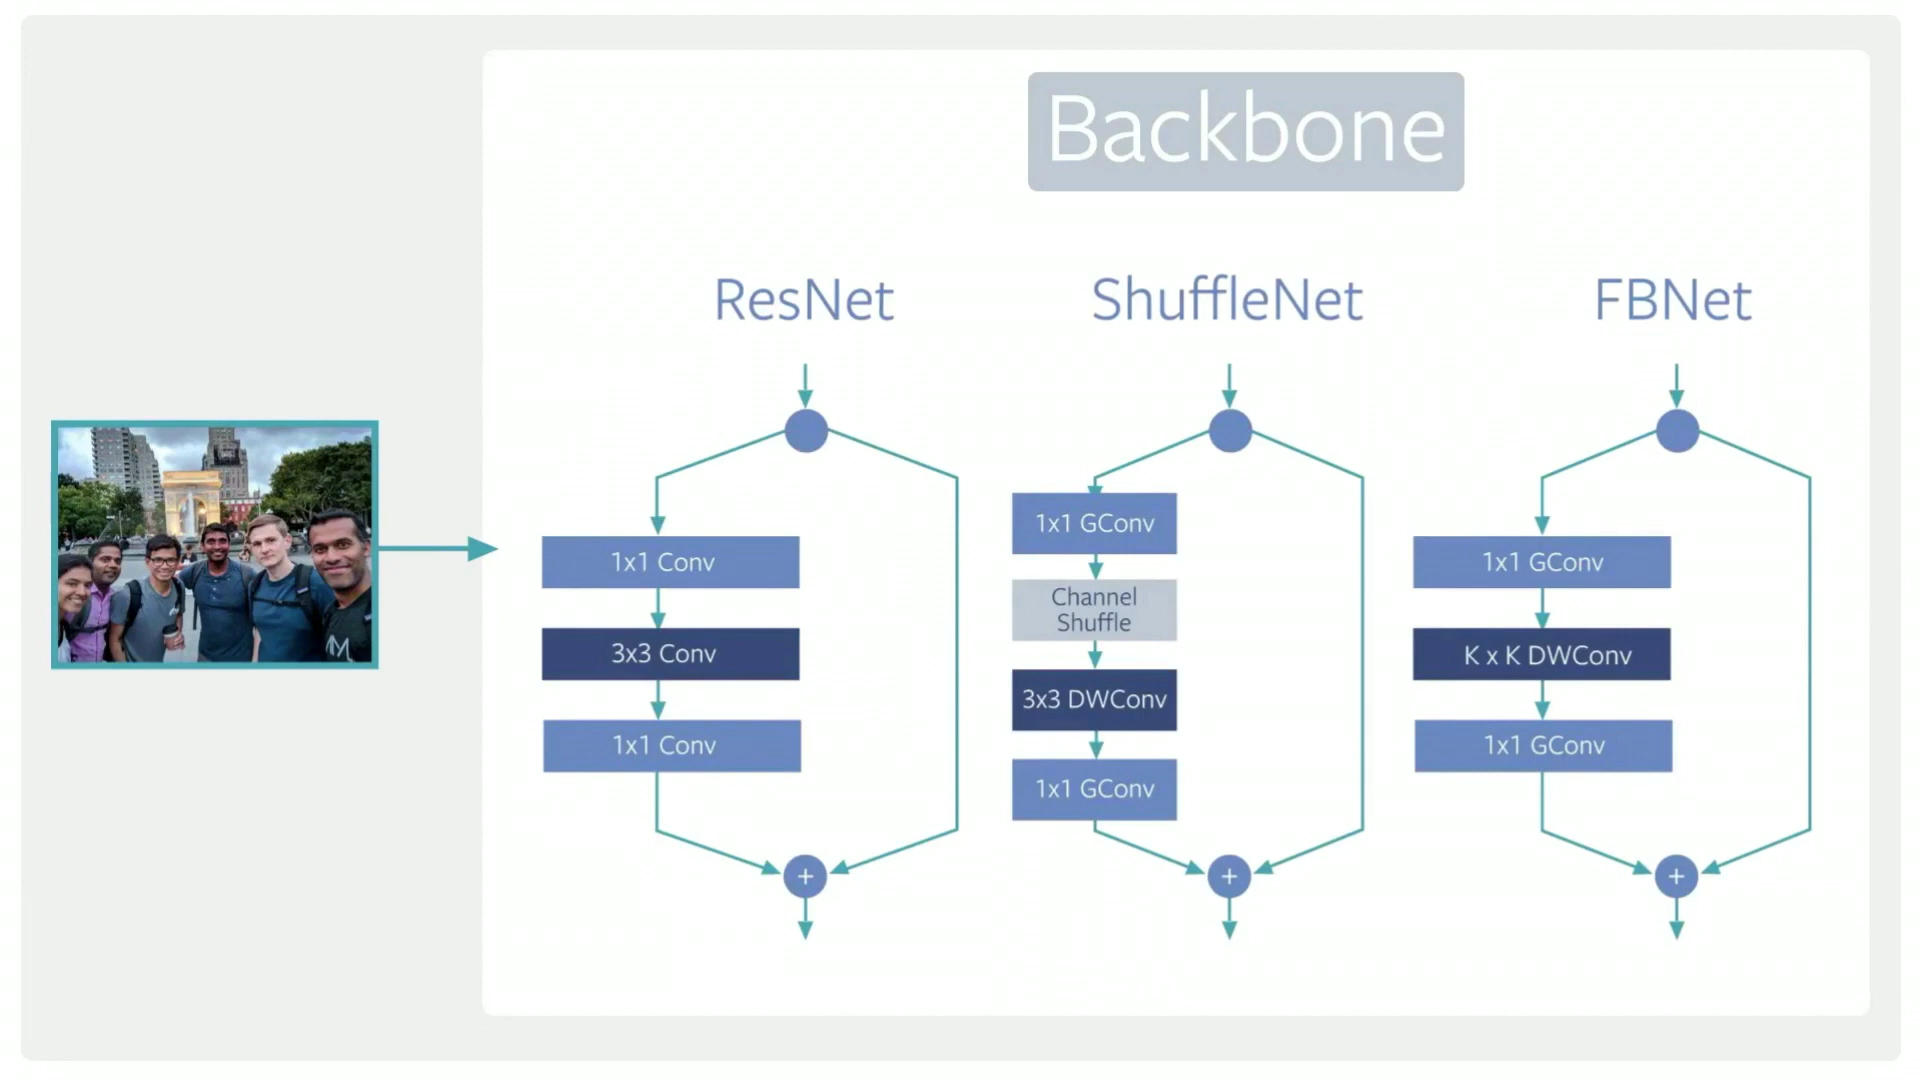 Backbone
ResNet
ShuffleNet
FBNet
1x1 Conv
3x3 Conv
1x1 Conv
1x1 GConv
Channel
Shuffle
3x3 DWConv
1x1 GConv
1x1 GConv
K x K DWConv
1x1 GConv
+
+
+